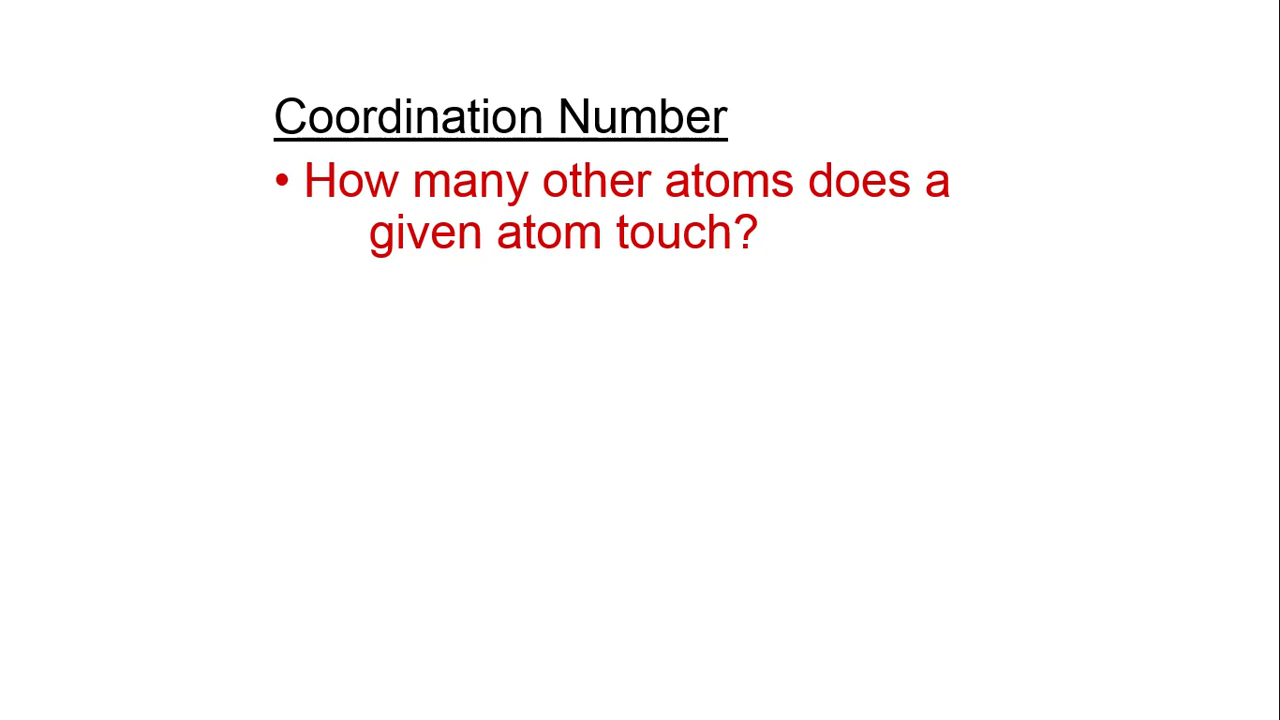 Coordination Number
• How many other atoms does a
given atom touch?